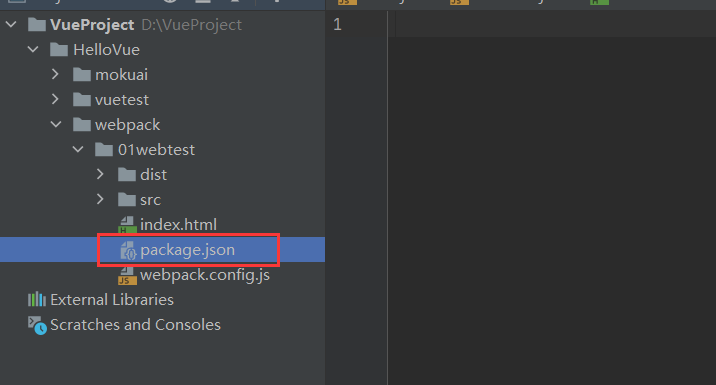 VueProject D:\VueProject
1
HelloVue
mokuai
vuetest
webpack
01webtest
dist
src
index.html
package.json
webpack.config.js
External Libraries
Scratches and Consoles